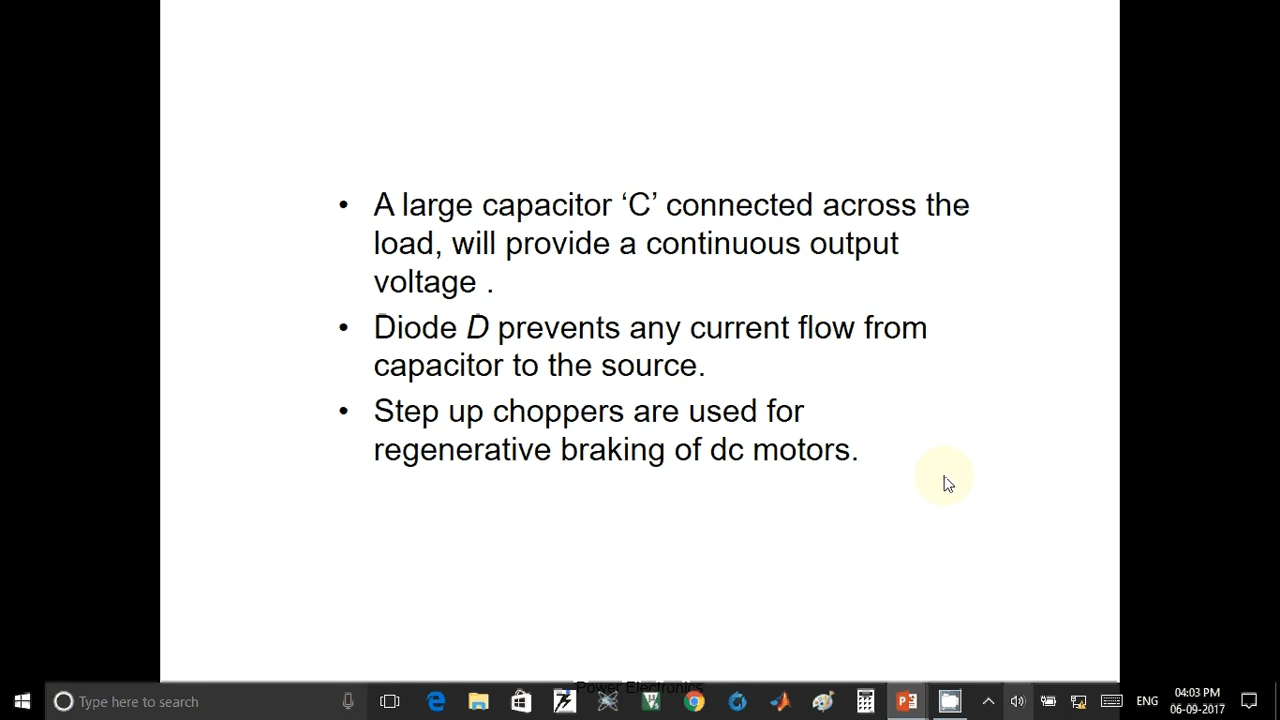 • A large capacitor ‘C’ connected across the
load, will provide a continuous output
voltage .
• Diode D prevents any current flow from
capacitor to the source.
• Step up choppers are used for
regenerative braking of dc motors.
Power Electronics
Type here to search
ENG
04:03 PM
06-09-2017